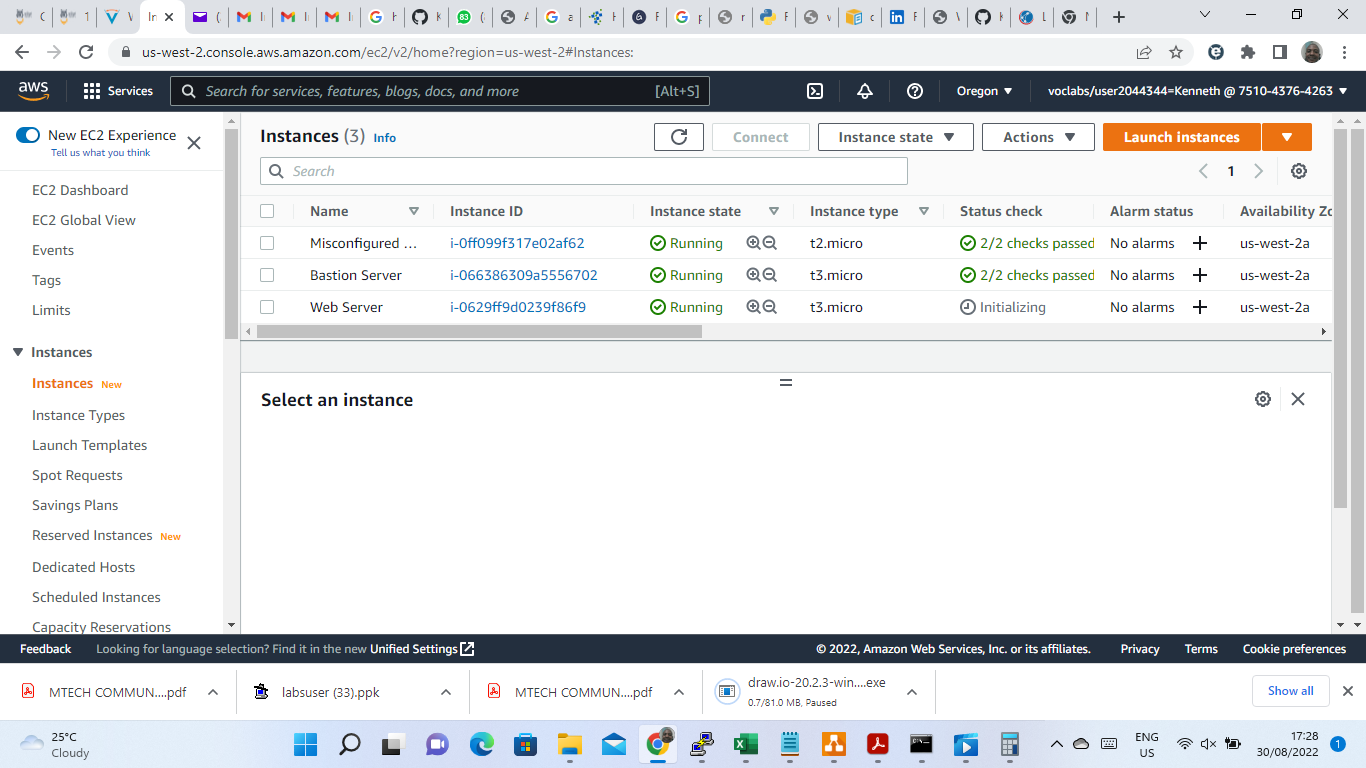 us-west-2.console.aws.amazon.com/ec2/v2/home?region=us-west-2#Instances:
aws
Services
Search for services, features, blogs, docs, and more
[Alt+S]
Oregon
voclabs/user2044344=Kenneth @ 7510-4376-4263
New EC2 Experience
Tell us what you think
EC2 Dashboard
EC2 Global View
Events
Tags
Limits
Instances
Instances New
Instance Types
Launch Templates
Spot Requests
Savings Plans
Reserved Instances New
Dedicated Hosts
Scheduled Instances
Capacity Reservations
Instances (3) Info
Connect
Instance state
Actions
Launch instances
Search
1
Name Instance ID Instance state Instance type Status check Alarm status Availability Zo
Misconfigured ... i-0ff099f317e02af62 Running t2.micro 2/2 checks passed No alarms + us-west-2a
Bastion Server i-066386309a5556702 Running t3.micro 2/2 checks passed No alarms + us-west-2a
Web Server i-0629ff9d0239f86f9 Running t3.micro Initializing No alarms + us-west-2a
Select an instance
Feedback
Looking for language selection? Find it in the new Unified Settings
© 2022, Amazon Web Services, Inc. or its affiliates.
Privacy
Terms
Cookie preferences
MTECH COMMUN....pdf
labsuser (33).ppk
MTECH COMMUN....pdf
draw.io-20.2.3-win....exe
0.7/81.0 MB, Paused
Show all
25°C
Cloudy
ENG
US
17:28
30/08/2022
1